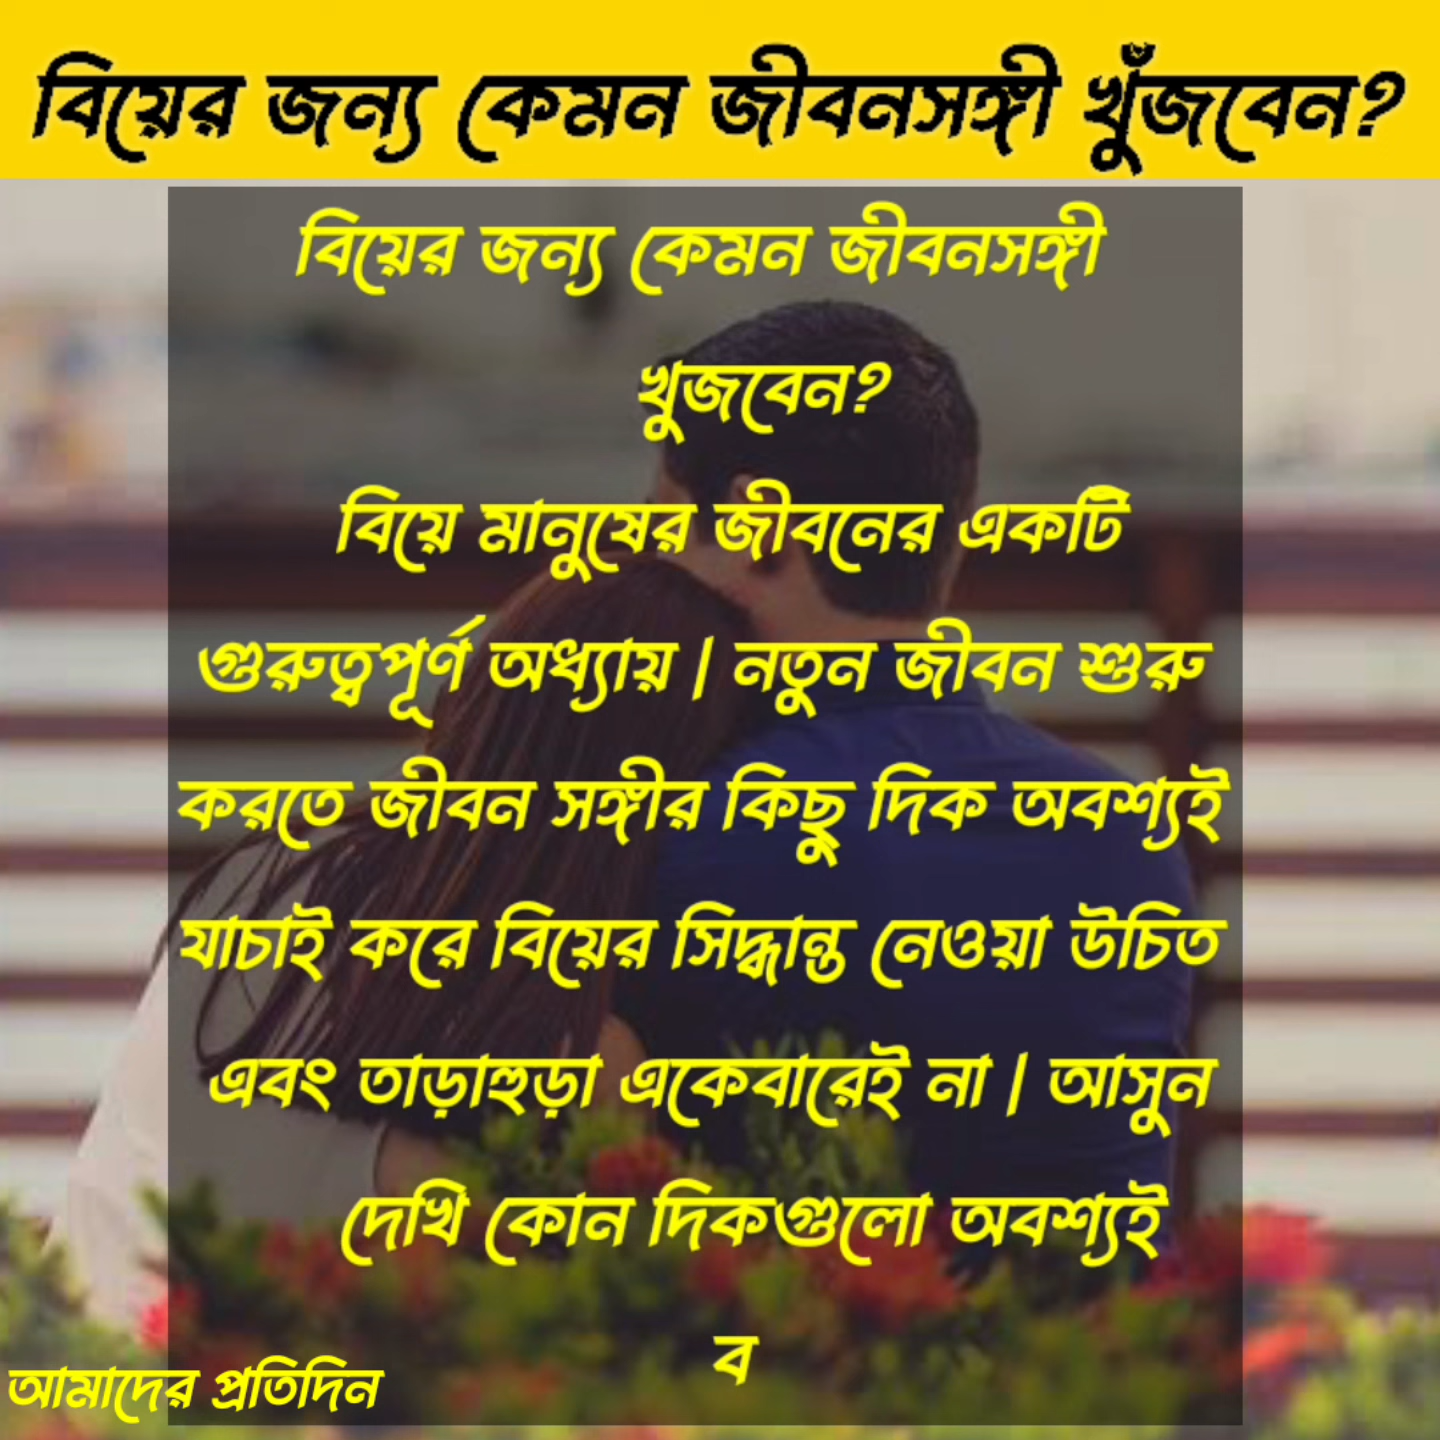 বিয়ের জন্য কেমন জীবনসঙ্গী খুঁজবেন?
বিয়ের জন্য কেমন জীবনসঙ্গী
খুজবেন?
বিয়ে মানুষের জীবনের একটি
গুরুত্বপূর্ণ অধ্যায় | নতুন জীবন শুরু
করতে জীবন সঙ্গীর কিছু দিক অবশ্যই
যাচাই করে বিয়ের সিদ্ধান্ত নেওয়া উচিত
এবং তাড়াহুড়া একেবারেই না | আসুন
দেখি কোন দিকগুলো অবশ্যই
ব
আমাদের প্রতিদিন